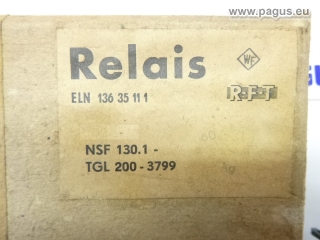 © www.pagus.eu
Relais
WF
ELN 136 35 11 1
RFT
NSF 130.1 -
TGL 200-3799